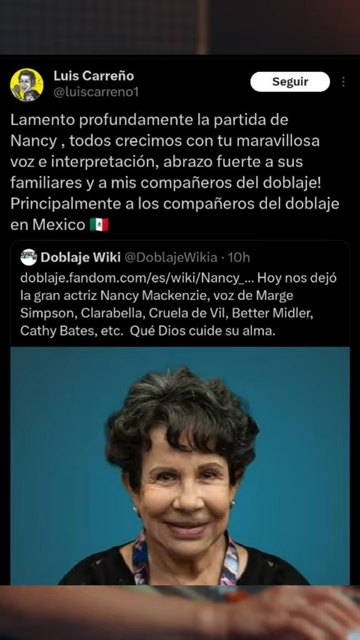 Luis Carreño
@luiscarreno1
Seguir
Lamento profundamente la partida de
Nancy , todos crecimos con tu maravillosa
voz e interpretación, abrazo fuerte a sus
familiares y a mis compañeros del doblaje!
Principalmente a los compañeros del doblaje
en Mexico 🇲🇽
Doblaje Wiki @DoblajeWikia · 10h
doblaje.fandom.com/es/wiki/Nancy_... Hoy nos dejó
la gran actriz Nancy Mackenzie, voz de Marge
Simpson, Clarabella, Cruela de Vil, Better Midler,
Cathy Bates, etc. Qué Dios cuide su alma.